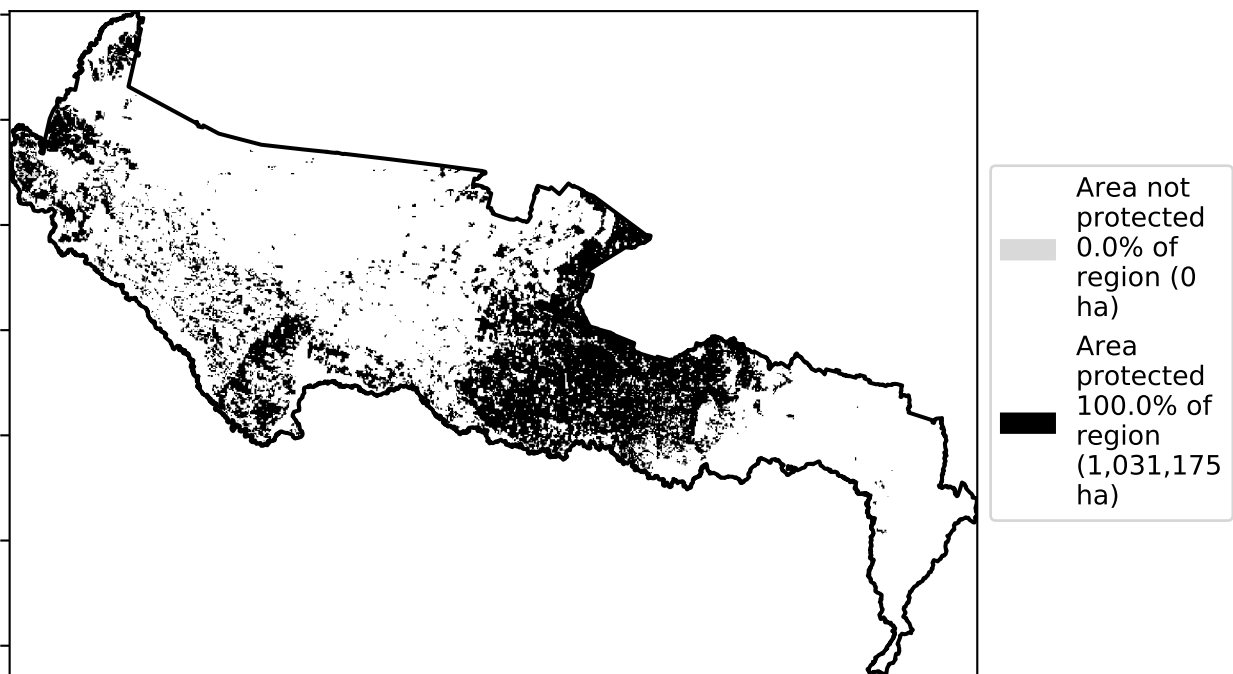 Area not
protected
0.0% of
region (0
ha)
Area
protected
100.0% of
region
(1,031,175
ha)